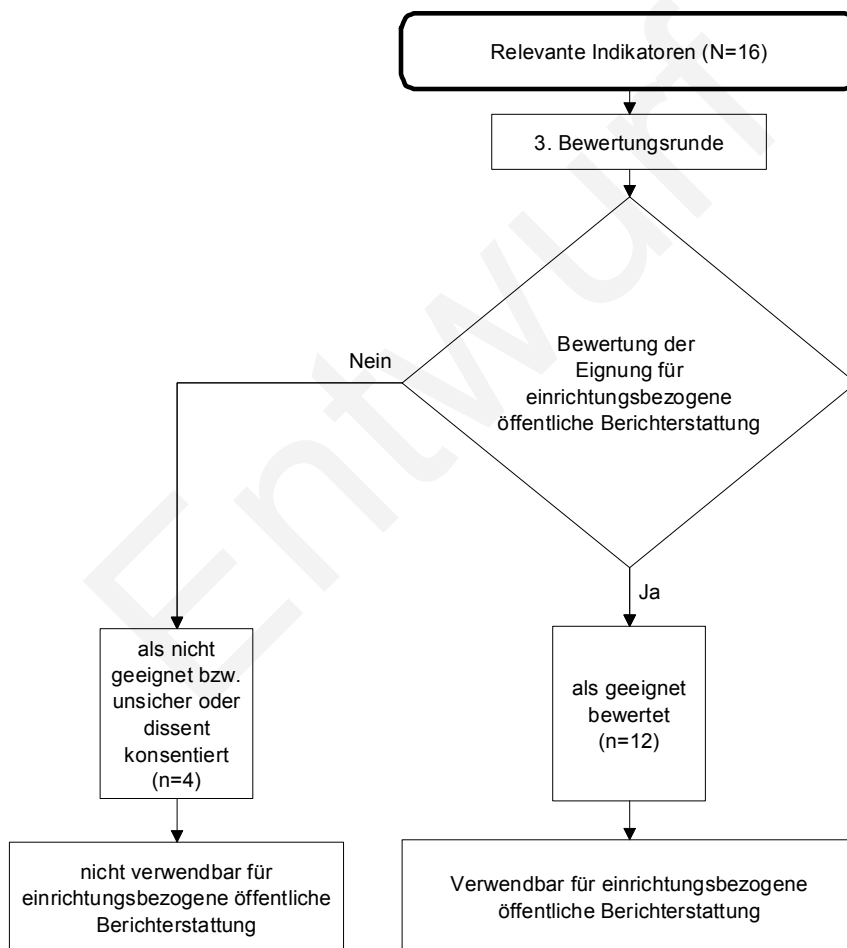 Relevante Indikatoren (N=16)
3. Bewertungsrunde
Bewertung der
Eignung für
einrichtungsbezogene
öffentliche Berichterstattung
Nein
Ja
als nicht
geeignet bzw.
unsicher oder
dissent
konsentiert
(n=4)
als geeignet
bewertet
(n=12)
nicht verwendbar für
einrichtungsbezogene öffentliche
Berichterstattung
Verwendbar für einrichtungsbezogene
öffentliche Berichterstattung
Entwurf